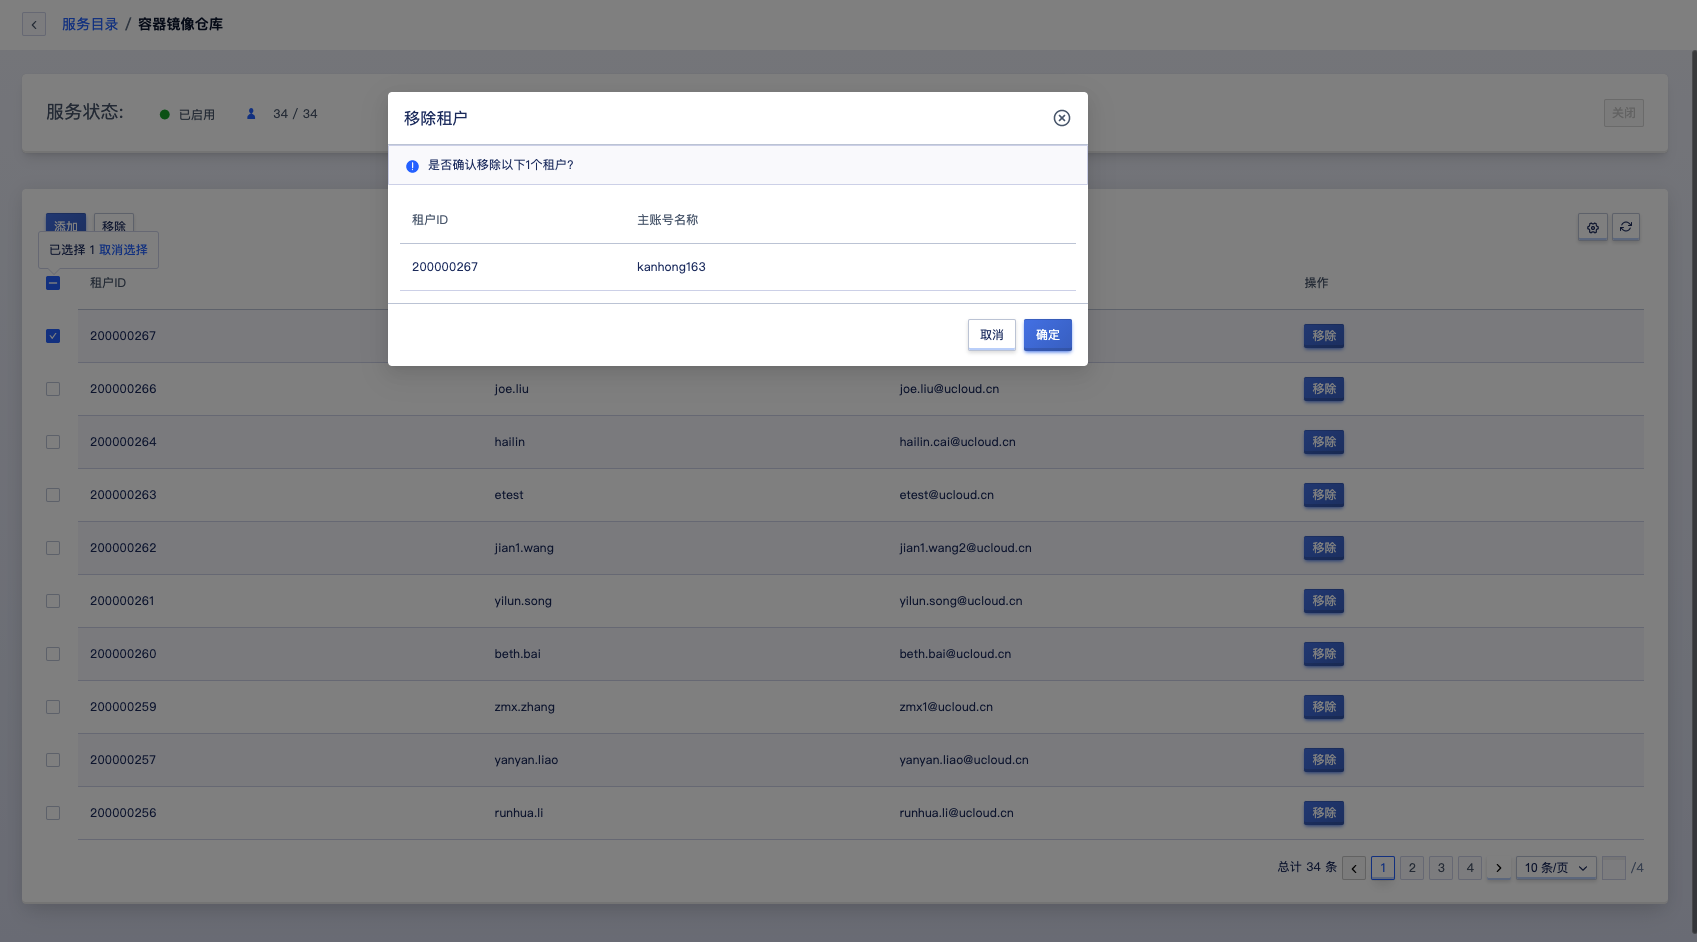 服务目录 / 容器镜像仓库
服务状态: 已启用 34 / 34 关闭
移除租户
是否确认移除以下1个租户?
租户ID 主账号名称
200000267 kanhong163
取消 确定
添加 移除
已选择 1 取消选择
租户ID 操作
200000267 移除
200000266 joe.liu joe.liu@ucloud.cn 移除
200000264 hailin hailin.cai@ucloud.cn 移除
200000263 etest etest@ucloud.cn 移除
200000262 jian1.wang jian1.wang2@ucloud.cn 移除
200000261 yilun.song yilun.song@ucloud.cn 移除
200000260 beth.bai beth.bai@ucloud.cn 移除
200000259 zmx.zhang zmx1@ucloud.cn 移除
200000257 yanyan.liao yanyan.liao@ucloud.cn 移除
200000256 runhua.li runhua.li@ucloud.cn 移除
总计 34 条 1 2 3 4 10 条/页 /4